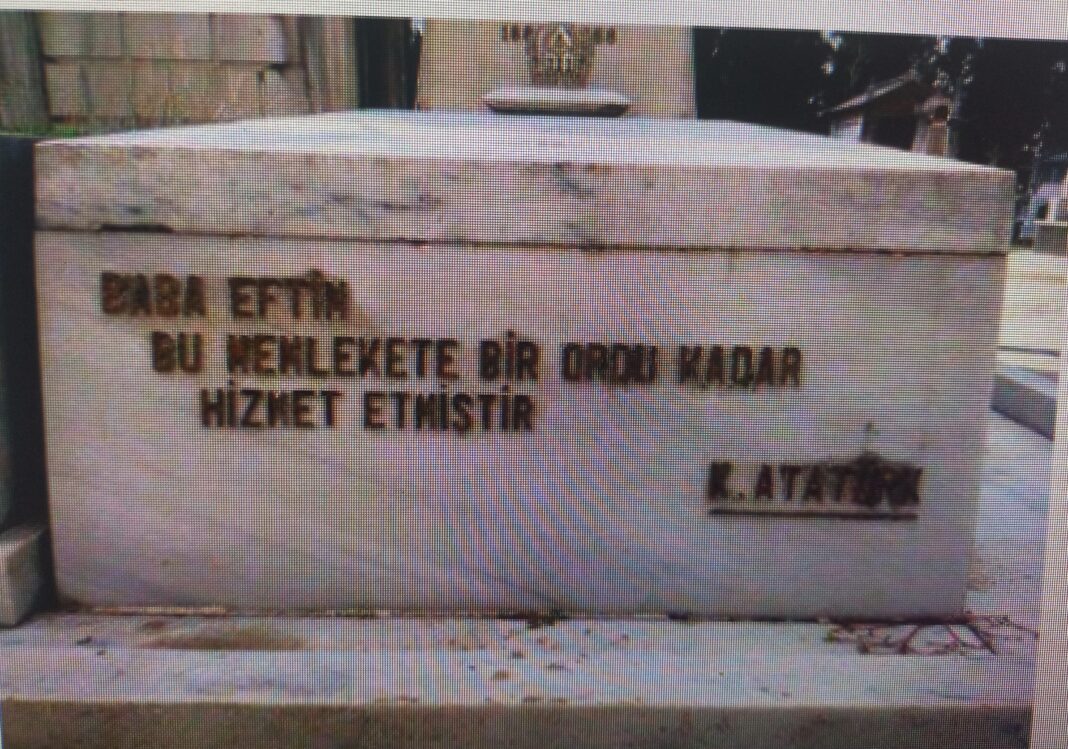 BABA EFTİM
BU MEMLEKETE BİR ORDU KADAR
HİZMET ETMİŞTİR
K. ATATÜRK